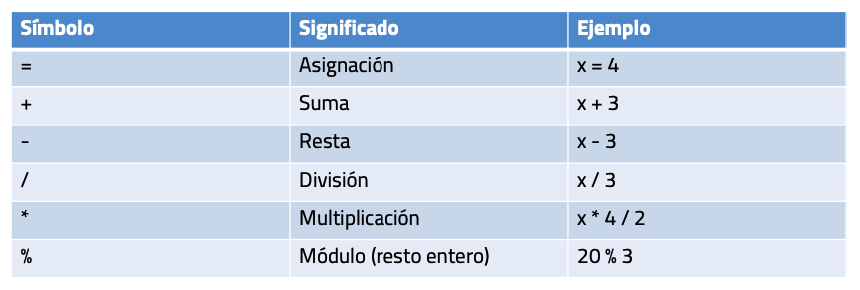 Símbolo Significado Ejemplo
= Asignación x = 4
+ Suma x + 3
- Resta x - 3
/ División x / 3
* Multiplicación x * 4 / 2
% Módulo (resto entero) 20 % 3